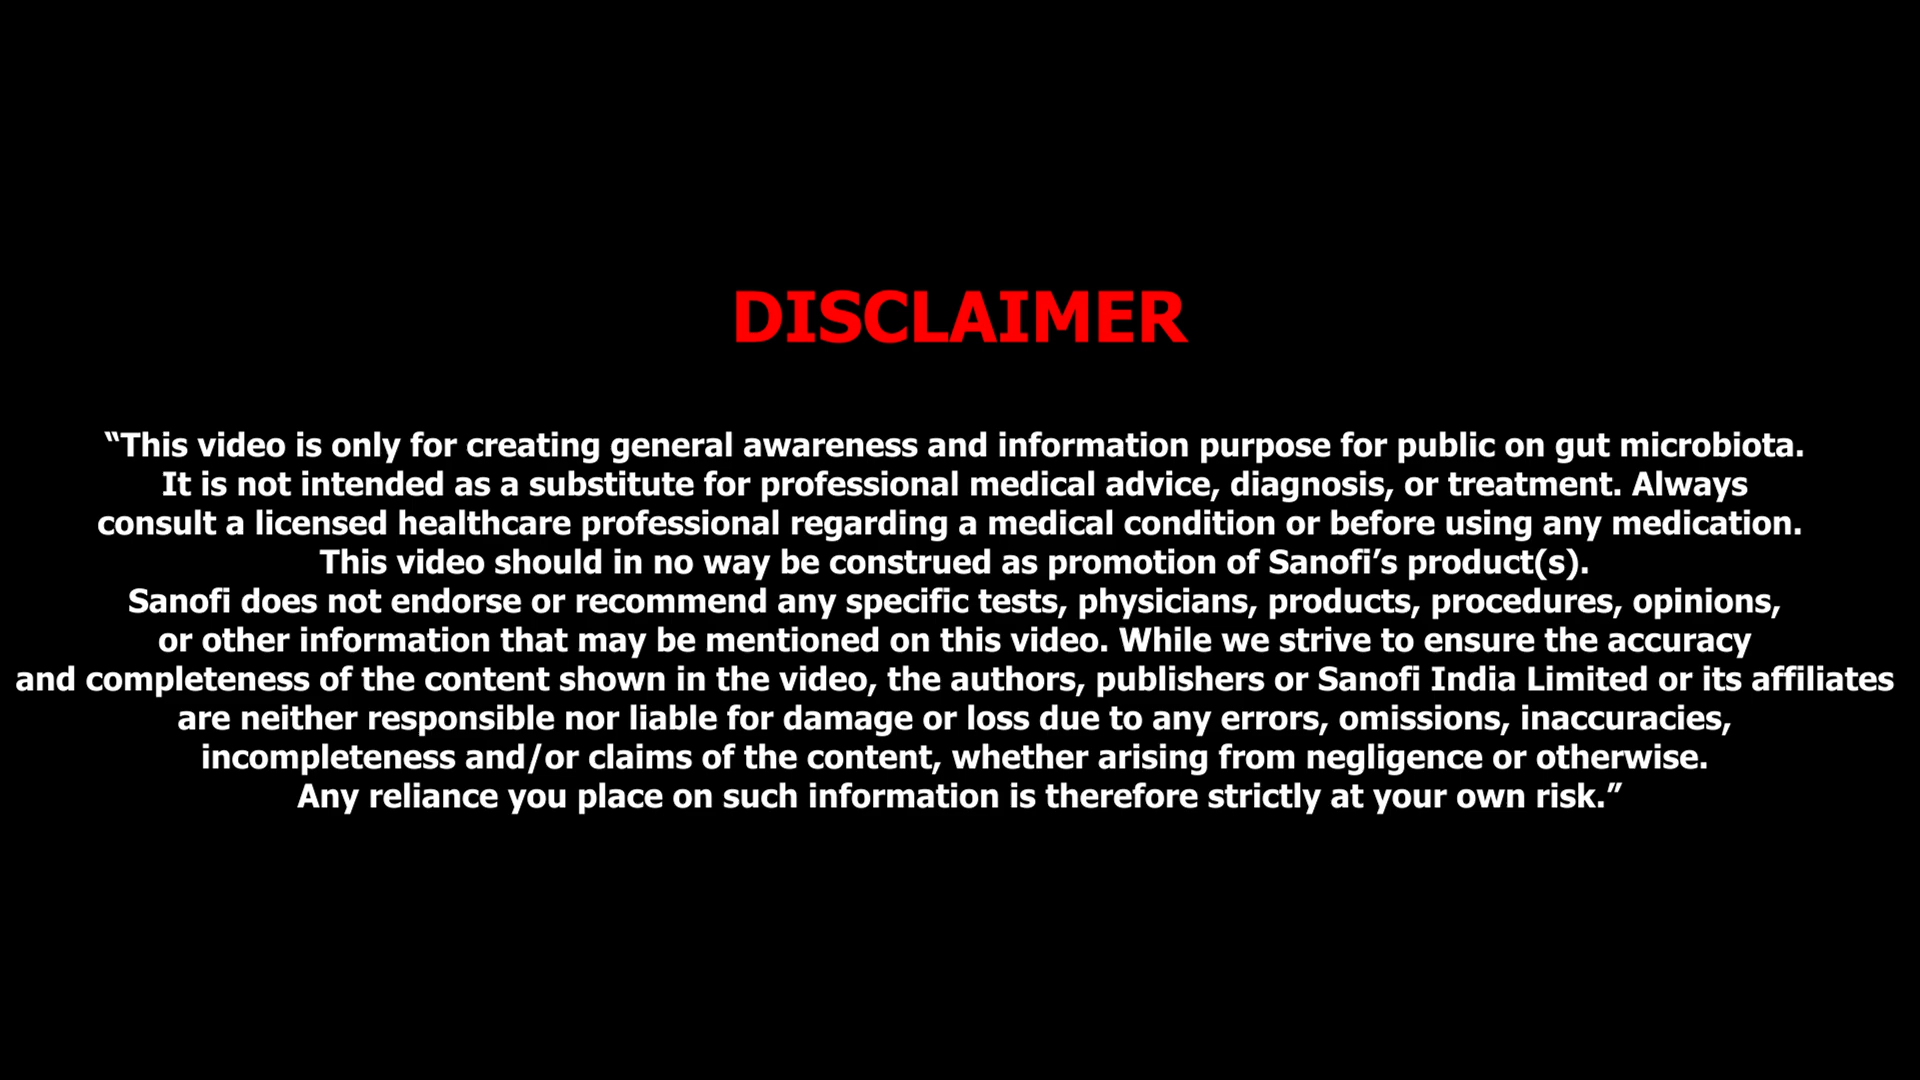 DISCLAIMER
“This video is only for creating general awareness and information purpose for public on gut microbiota.
It is not intended as a substitute for professional medical advice, diagnosis, or treatment. Always
consult a licensed healthcare professional regarding a medical condition or before using any medication.
This video should in no way be construed as promotion of Sanofi’s product(s).
Sanofi does not endorse or recommend any specific tests, physicians, products, procedures, opinions,
or other information that may be mentioned on this video. While we strive to ensure the accuracy
and completeness of the content shown in the video, the authors, publishers or Sanofi India Limited or its affiliates
are neither responsible nor liable for damage or loss due to any errors, omissions, inaccuracies,
incompleteness and/or claims of the content, whether arising from negligence or otherwise.
Any reliance you place on such information is therefore strictly at your own risk.”